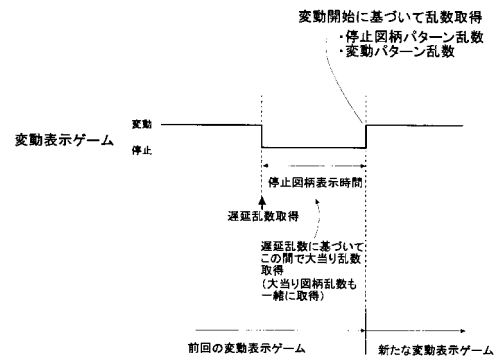 変動開始に基づいて乱数取得
・停止図柄パターン乱数
・変動パターン乱数
変動表示ゲーム
変動
停止
停止図柄表示時間
遅延乱数取得
遅延乱数に基づいて
この間で大当り乱数
取得
(大当り図柄乱数も
一緒に取得)
前回の変動表示ゲーム
新たな変動表示ゲーム